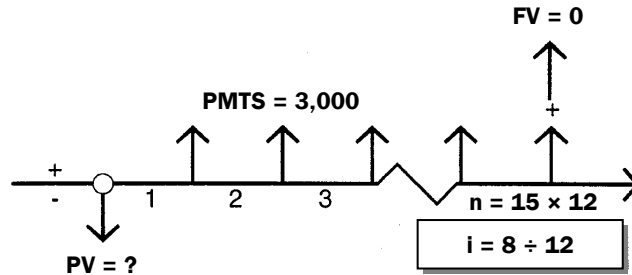 FV = 0
PMTS = 3,000
+
+
-
1 2 3
n = 15 × 12
i = 8 ÷ 12
PV = ?